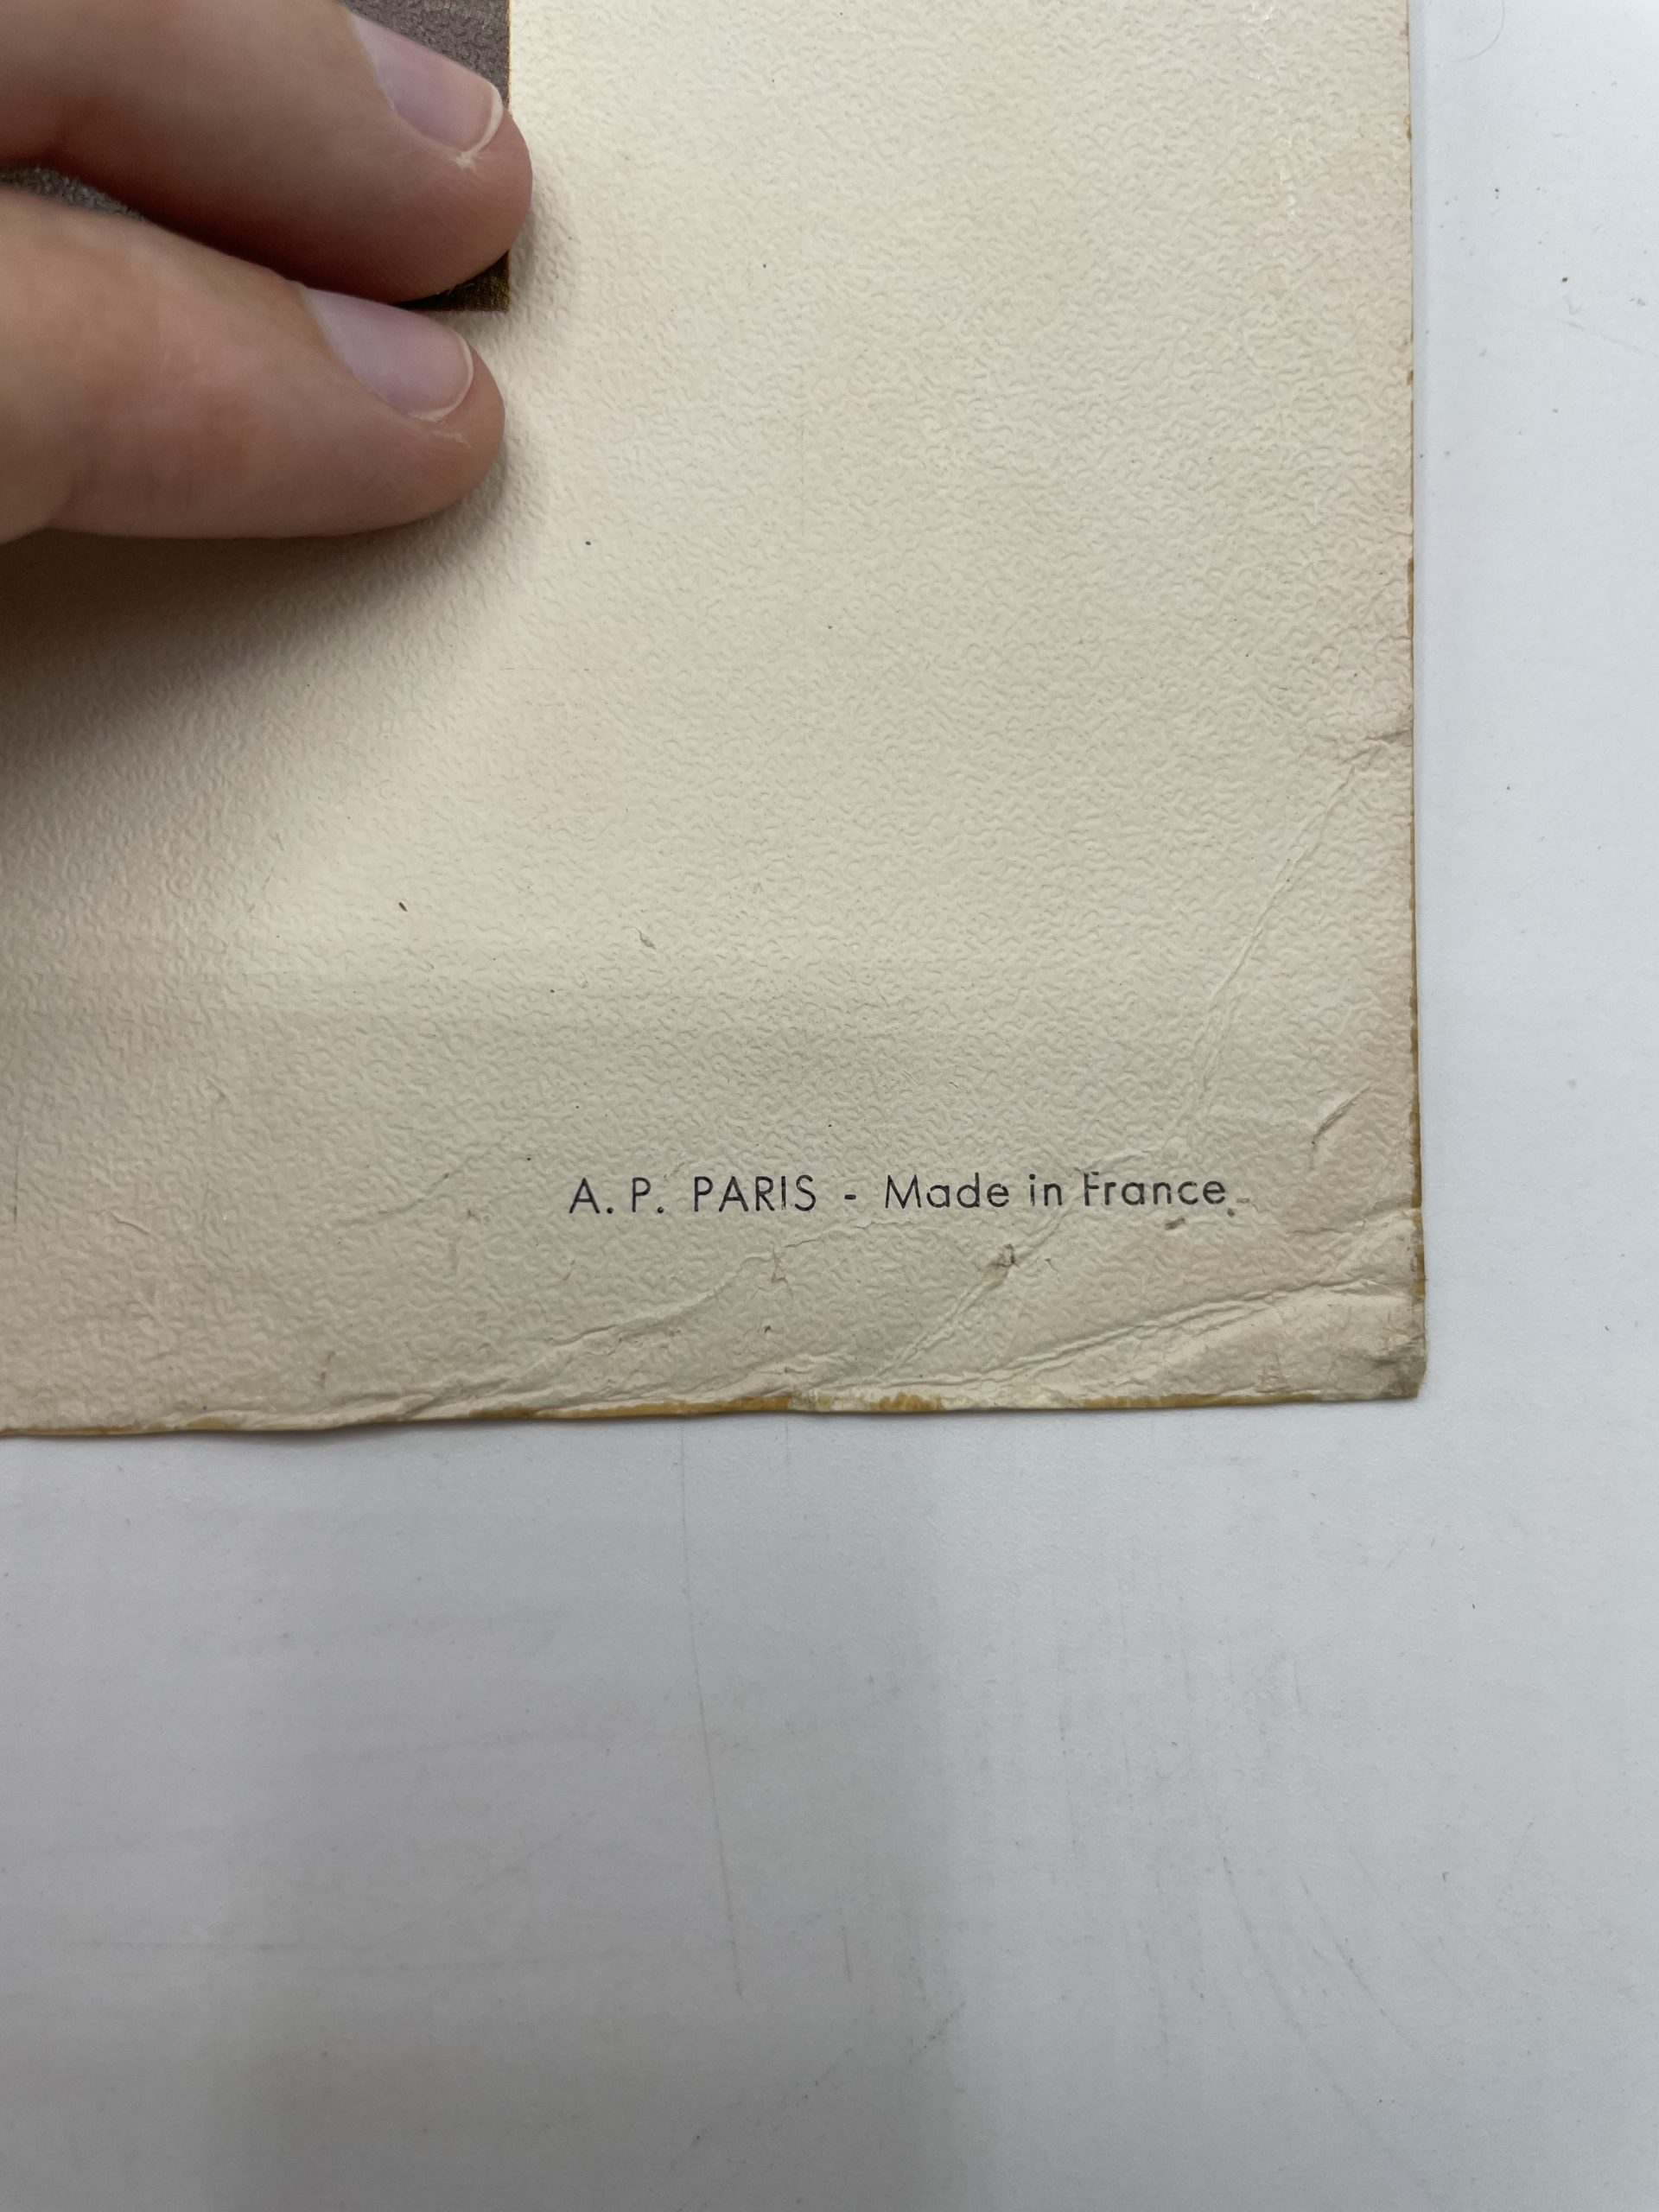 A. P. PARIS - Made in France.